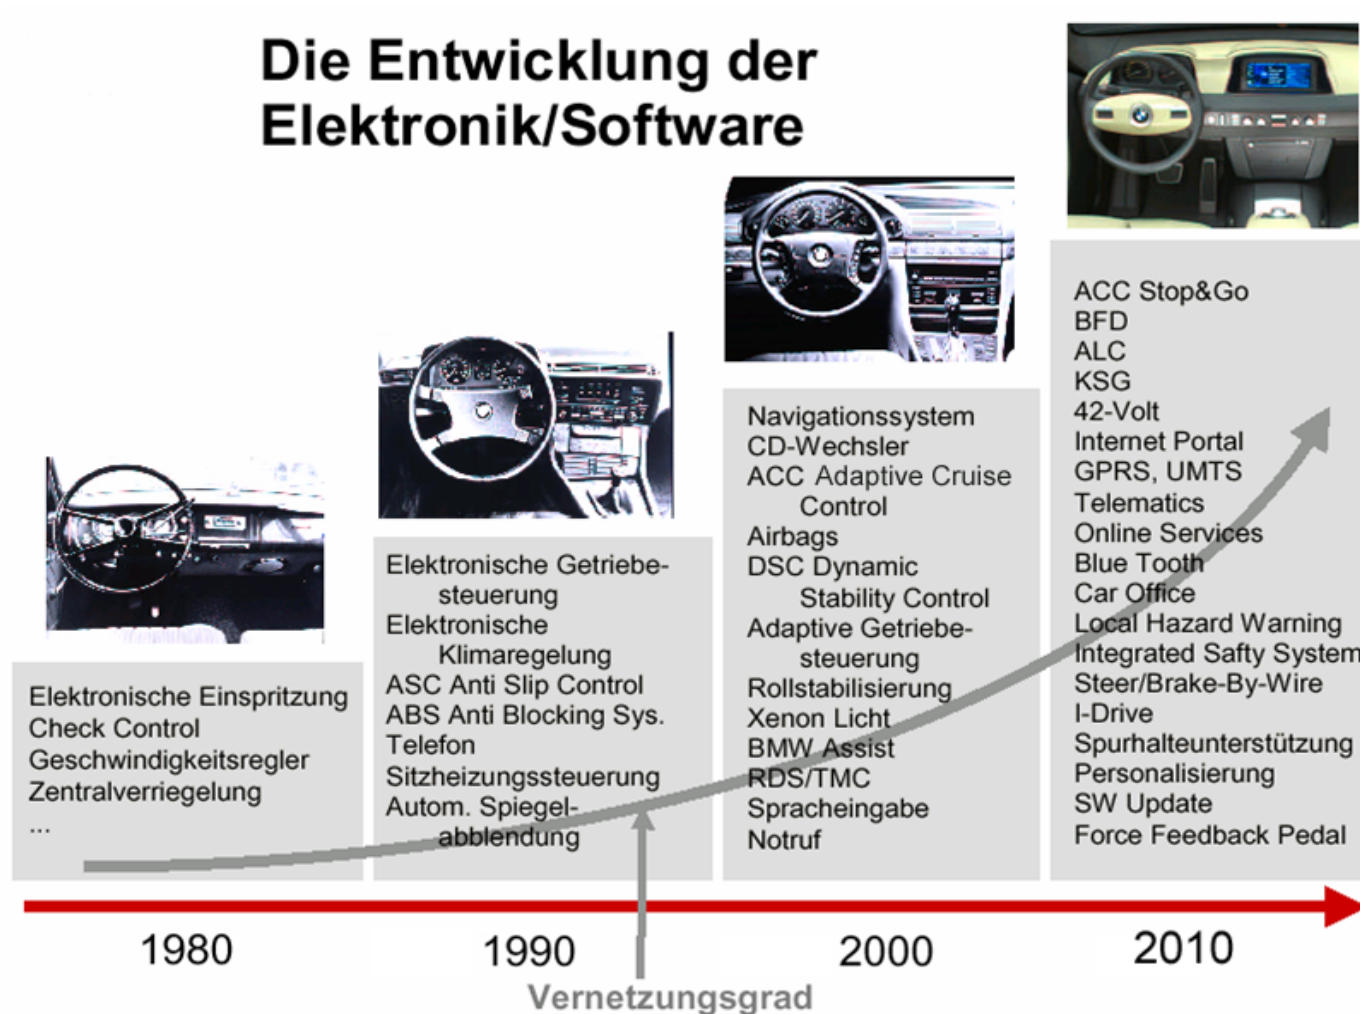 Die Entwicklung der
Elektronik/Software
Elektronische Einspritzung
Check Control
Geschwindigkeitsregler
Zentralverriegelung
...
Elektronische Getriebe-
steuerung
Elektronische
Klimaregelung
ASC Anti Slip Control
ABS Anti Blocking Sys.
Telefon
Sitzheizungssteuerung
Autom. Spiegel-
abblendung
Navigationssystem
CD-Wechsler
ACC Adaptive Cruise
Control
Airbags
DSC Dynamic
Stability Control
Adaptive Getriebe-
steuerung
Rollstabilisierung
Xenon Licht
BMW Assist
RDS/TMC
Spracheingabe
Notruf
ACC Stop&Go
BFD
ALC
KSG
42-Volt
Internet Portal
GPRS, UMTS
Telematics
Online Services
Blue Tooth
Car Office
Local Hazard Warning
Integrated Safty System
Steer/Brake-By-Wire
I-Drive
Spurhalteunterstützung
Personalisierung
SW Update
Force Feedback Pedal
1980
1990
2000
2010
Vernetzungsgrad